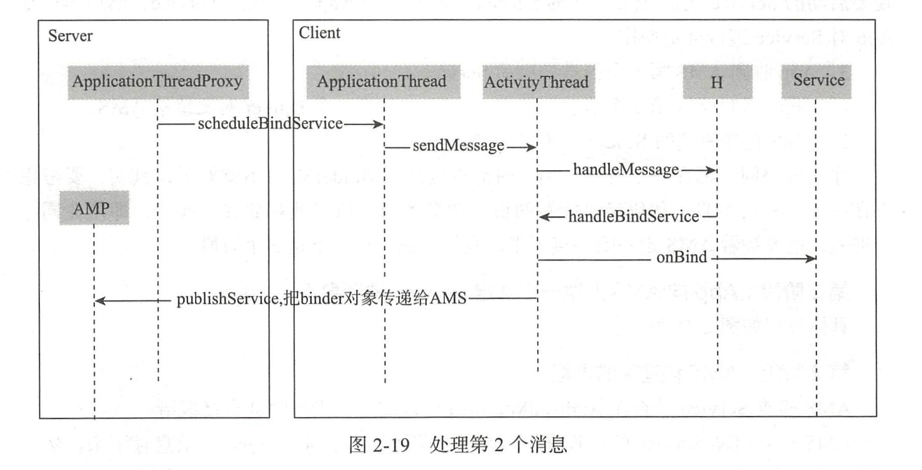 Server
Client
ApplicationThreadProxy
ApplicationThread
ActivityThread
H
Service
scheduleBindService
sendMessage
handleMessage
AMP
handleBindService
onBind
publishService,把binder对象传递给AMS
图 2-19 处理第 2 个消息